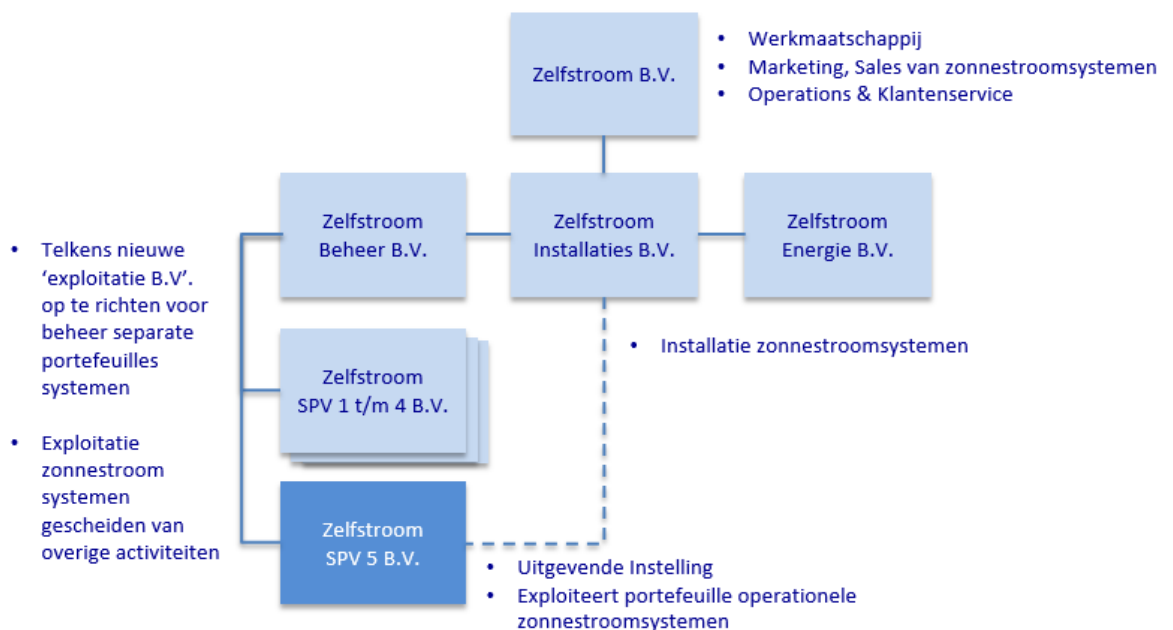 Zelfstroom B.V.
• Werkmaatschappij
• Marketing, Sales van zonnestroomsystemen
• Operations & Klantenservice
Zelfstroom
Beheer B.V.
Zelfstroom
Installaties B.V.
Zelfstroom
Energie B.V.
• Telkens nieuwe
‘exploitatie B.V’.
op te richten voor
beheer separate
portefeuilles
systemen
• Exploitatie
zonnestroom
systemen
gescheiden van
overige activiteiten
Zelfstroom
SPV 1 t/m 4 B.V.
• Installatie zonnestroomsystemen
Zelfstroom
SPV 5 B.V.
• Uitgevende Instelling
• Exploiteert portefeuille operationele
zonnestroomsystemen